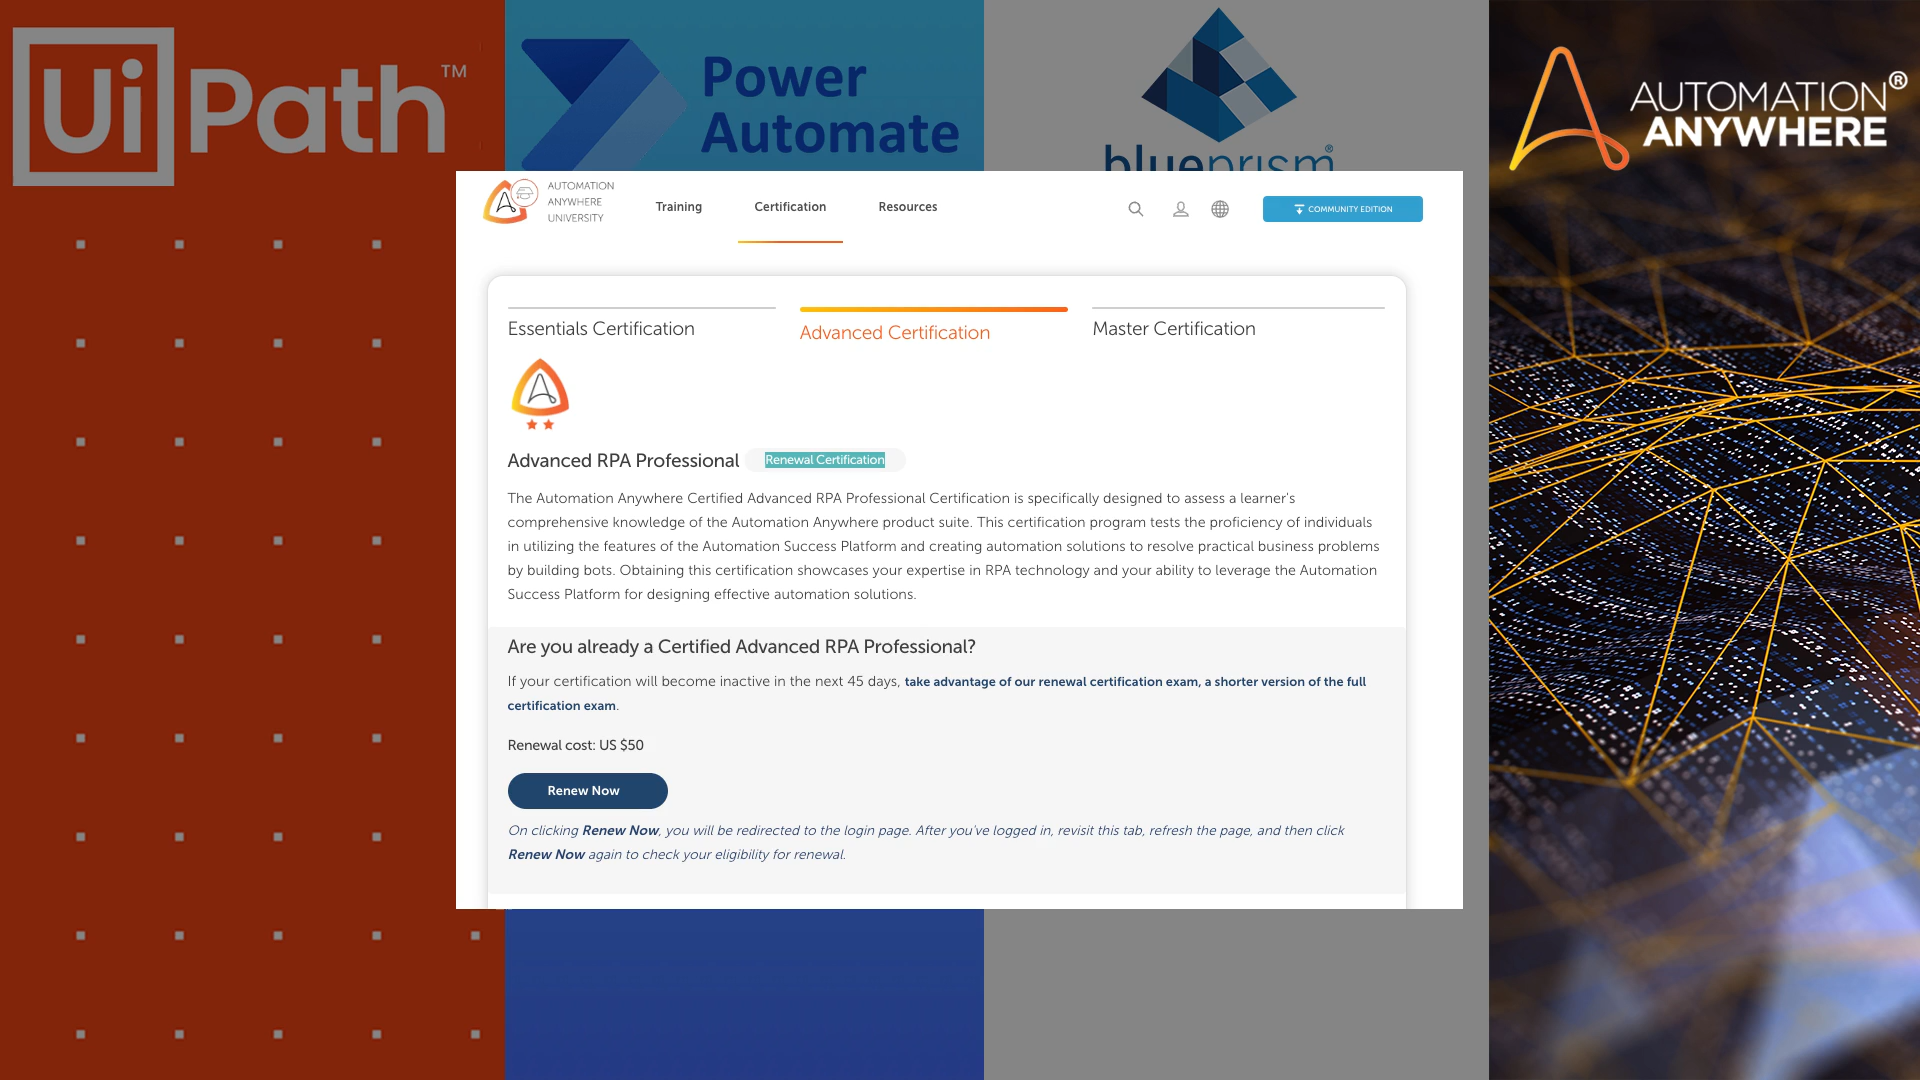 UiPath™
Power
Automate
blueprism®
AUTOMATION®
ANYWHERE
AUTOMATION
ANYWHERE
UNIVERSITY
Training
Certification
Resources
COMMUNITY EDITION
Essentials Certification
Advanced Certification
Master Certification
Advanced RPA Professional
Renewal Certification
The Automation Anywhere Certified Advanced RPA Professional Certification is specifically designed to assess a learner's
comprehensive knowledge of the Automation Anywhere product suite. This certification program tests the proficiency of individuals
in utilizing the features of the Automation Success Platform and creating automation solutions to resolve practical business problems
by building bots. Obtaining this certification showcases your expertise in RPA technology and your ability to leverage the Automation
Success Platform for designing effective automation solutions.
Are you already a Certified Advanced RPA Professional?
If your certification will become inactive in the next 45 days, take advantage of our renewal certification exam, a shorter version of the full
certification exam.
Renewal cost: US $50
Renew Now
On clicking Renew Now, you will be redirected to the login page. After you've logged in, revisit this tab, refresh the page, and then click
Renew Now again to check your eligibility for renewal.